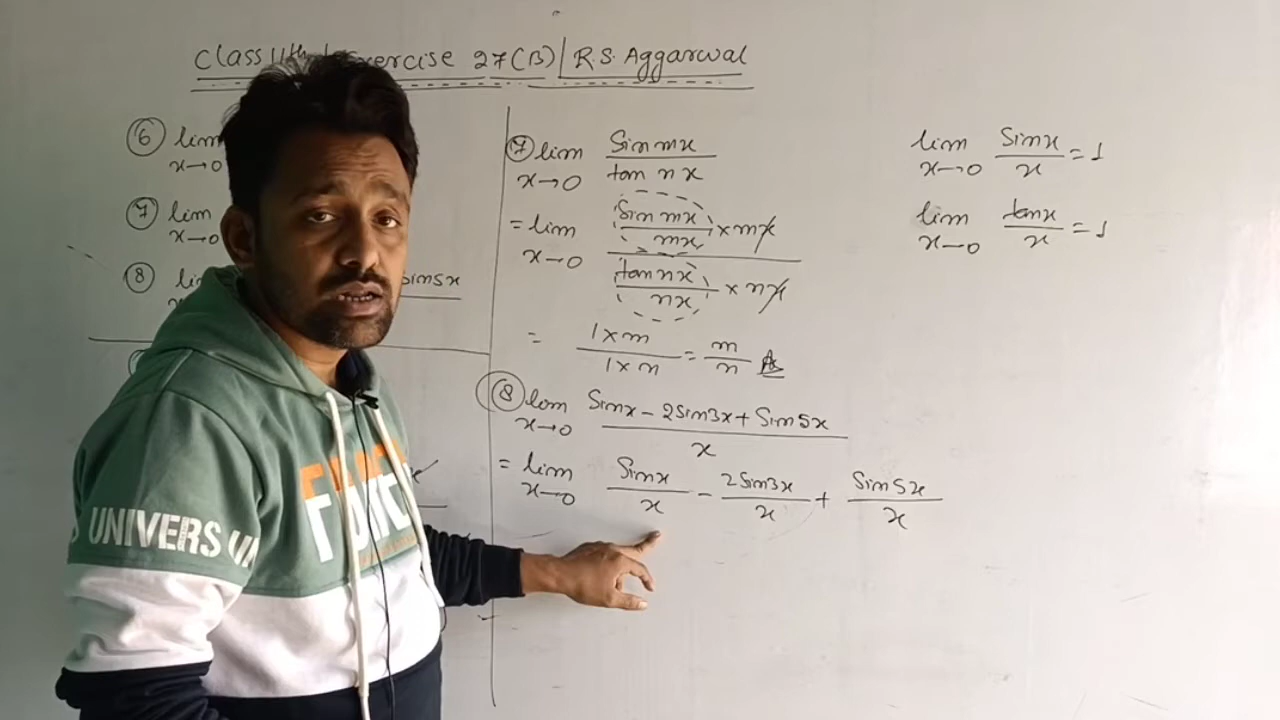 Class 11th Exercise 27(B) | R.S. Aggarwal
⑥ lim
x→0
⑦ lim
x→0
⑧
sin5x
⑦ lim Sin mx
x→0 tan nx
= lim Sin mx / mx × mx
x→0 tan nx / nx × nx
= 1×m / 1×n = m/n
⑧ lom Sinx - 2Sin3x + Sin5x
x→0 x
= lim Sinx/x - 2Sin3x/x + Sin5x/x
x→0
lim Sinx/x = 1
x→0
lim tanx/x = 1
x→0
UNIVERS